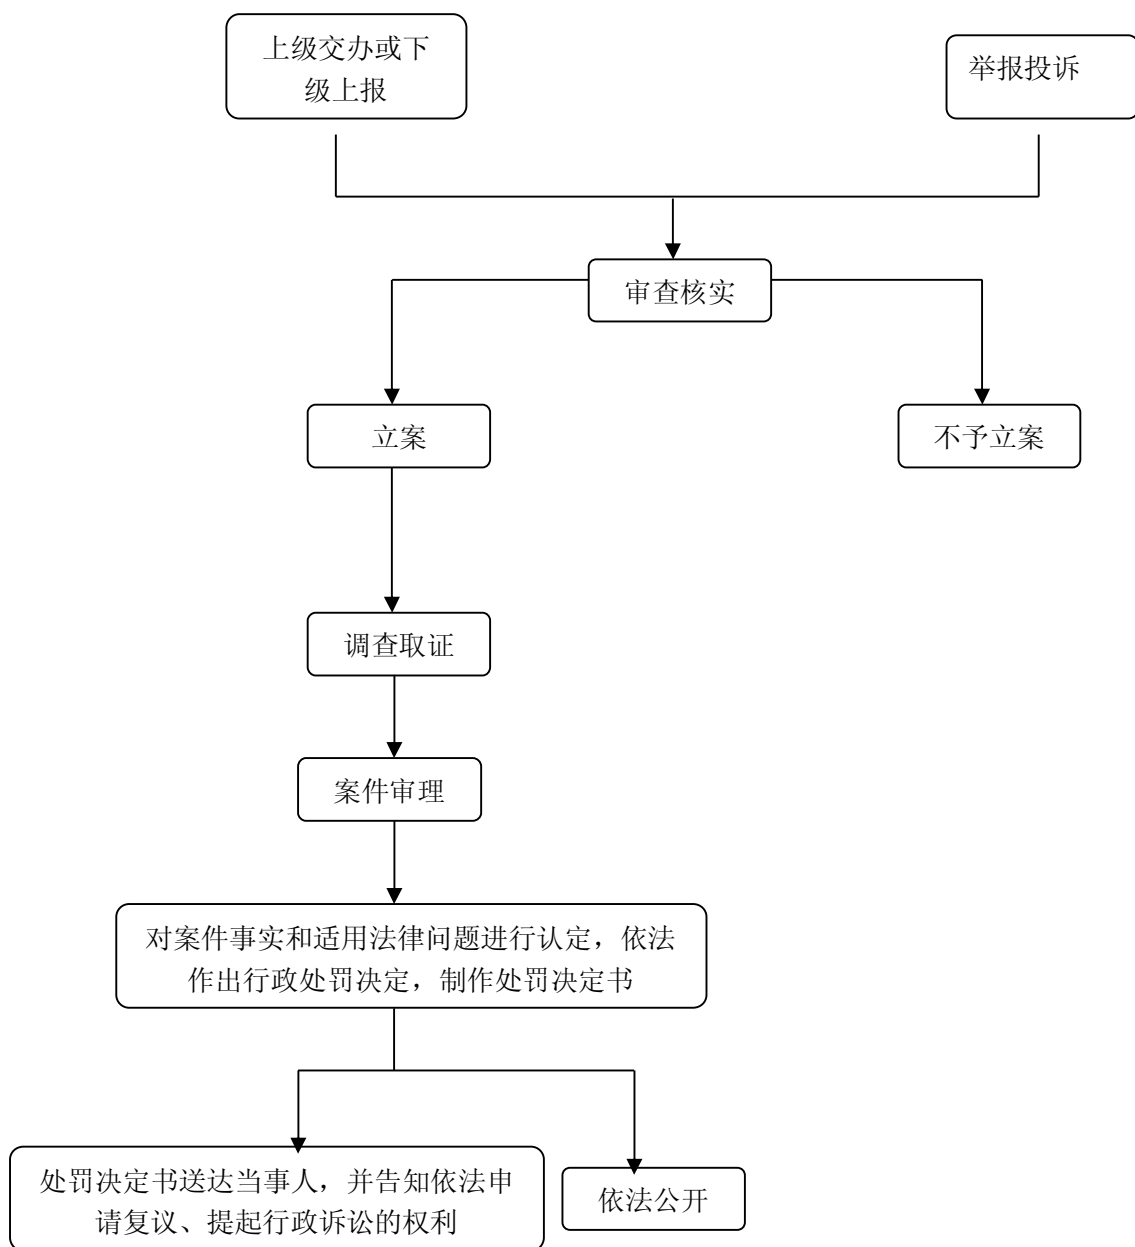 上级交办或下
级上报
举报投诉
审查核实
立案
不予立案
调查取证
案件审理
对案件事实和适用法律问题进行认定，依法
作出行政处罚决定，制作处罚决定书
处罚决定书送达当事人，并告知依法申
请复议、提起行政诉讼的权利
依法公开